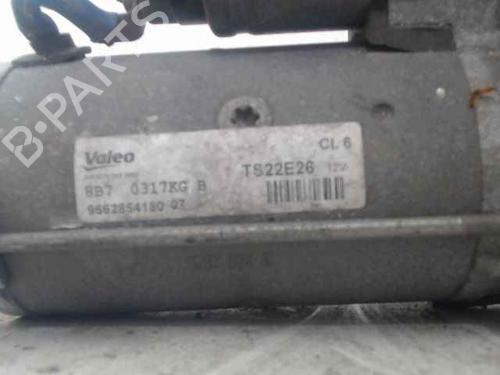 B-PARTS
Valeo
CL 6
TS22E26 12V
8B7 0317KG B
9662854180-07